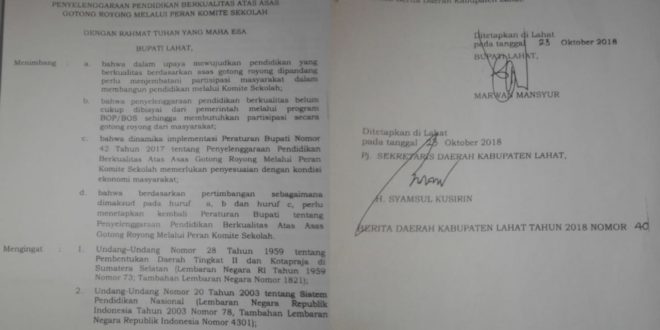 PENYELENGGARAAN PENDIDIKAN BERKUALITAS ATAS ASAS
GOTONG ROYONG MELALUI PERAN KOMITE SEKOLAH
DENGAN RAHMAT TUHAN YANG MAHA ESA
BUPATI LAHAT,
Menimbang : a. bahwa dalam upaya mewujudkan pendidikan yang
berkualitas berdasarkan asas gotong royong dipandang
perlu menjembatani partisipasi masyarakat dalam
membangun pendidikan melalui Komite Sekolah;
b. bahwa penyelenggaraan pendidikan berkualitas belum
cukup dibiayai dari pemerintah melalui program
BOP/BOS sehingga membutuhkan partisipasi secara
gotong royong dari masyarakat;
c. bahwa dinamika implementasi Peraturan Bupati Nomor
42 Tahun 2017 tentang Penyelenggaraan Pendidikan
Berkualitas Atas Asas Gotong Royong Melalui Peran
Komite Sekolah memerlukan penyesuaian dengan kondisi
ekonomi masyarakat;
d. bahwa berdasarkan pertimbangan sebagaimana
dimaksud pada huruf a, b dan huruf c, perlu
menetapkan kembali Peraturan Bupati tentang
Penyelenggaraan Pendidikan Berkualitas Atas Asas
Gotong Royong Melalui Peran Komite Sekolah.
Mengingat : 1. Undang-Undang Nomor 28 Tahun 1959 tentang
Pembentukan Daerah Tingkat II dan Kotapraja di
Sumatera Selatan (Lembaran Negara RI Tahun 1959
Nomor 73; Tambahan Lembaran Negara Nomor 1821);
2. Undang-Undang Nomor 20 Tahun 2003 tentang Sistem
Pendidikan Nasional (Lembaran Negara Republik
Indonesia Tahun 2003 Nomor 78, Tambahan Lembaran
Negara Republik Indonesia Nomor 4301);
Berita Daerah Kabupaten Lahat.
Ditetapkan di Lahat
pada tanggal 23 Oktober 2018
BUPATI LAHAT,
MARWAN MANSYUR
Ditetapkan di Lahat
pada tanggal 23 Oktober 2018
Pj. SEKRETARIS DAERAH KABUPATEN LAHAT,
H. SYAMSUL KUSIRIN
BERITA DAERAH KABUPATEN LAHAT TAHUN 2018 NOMOR 40